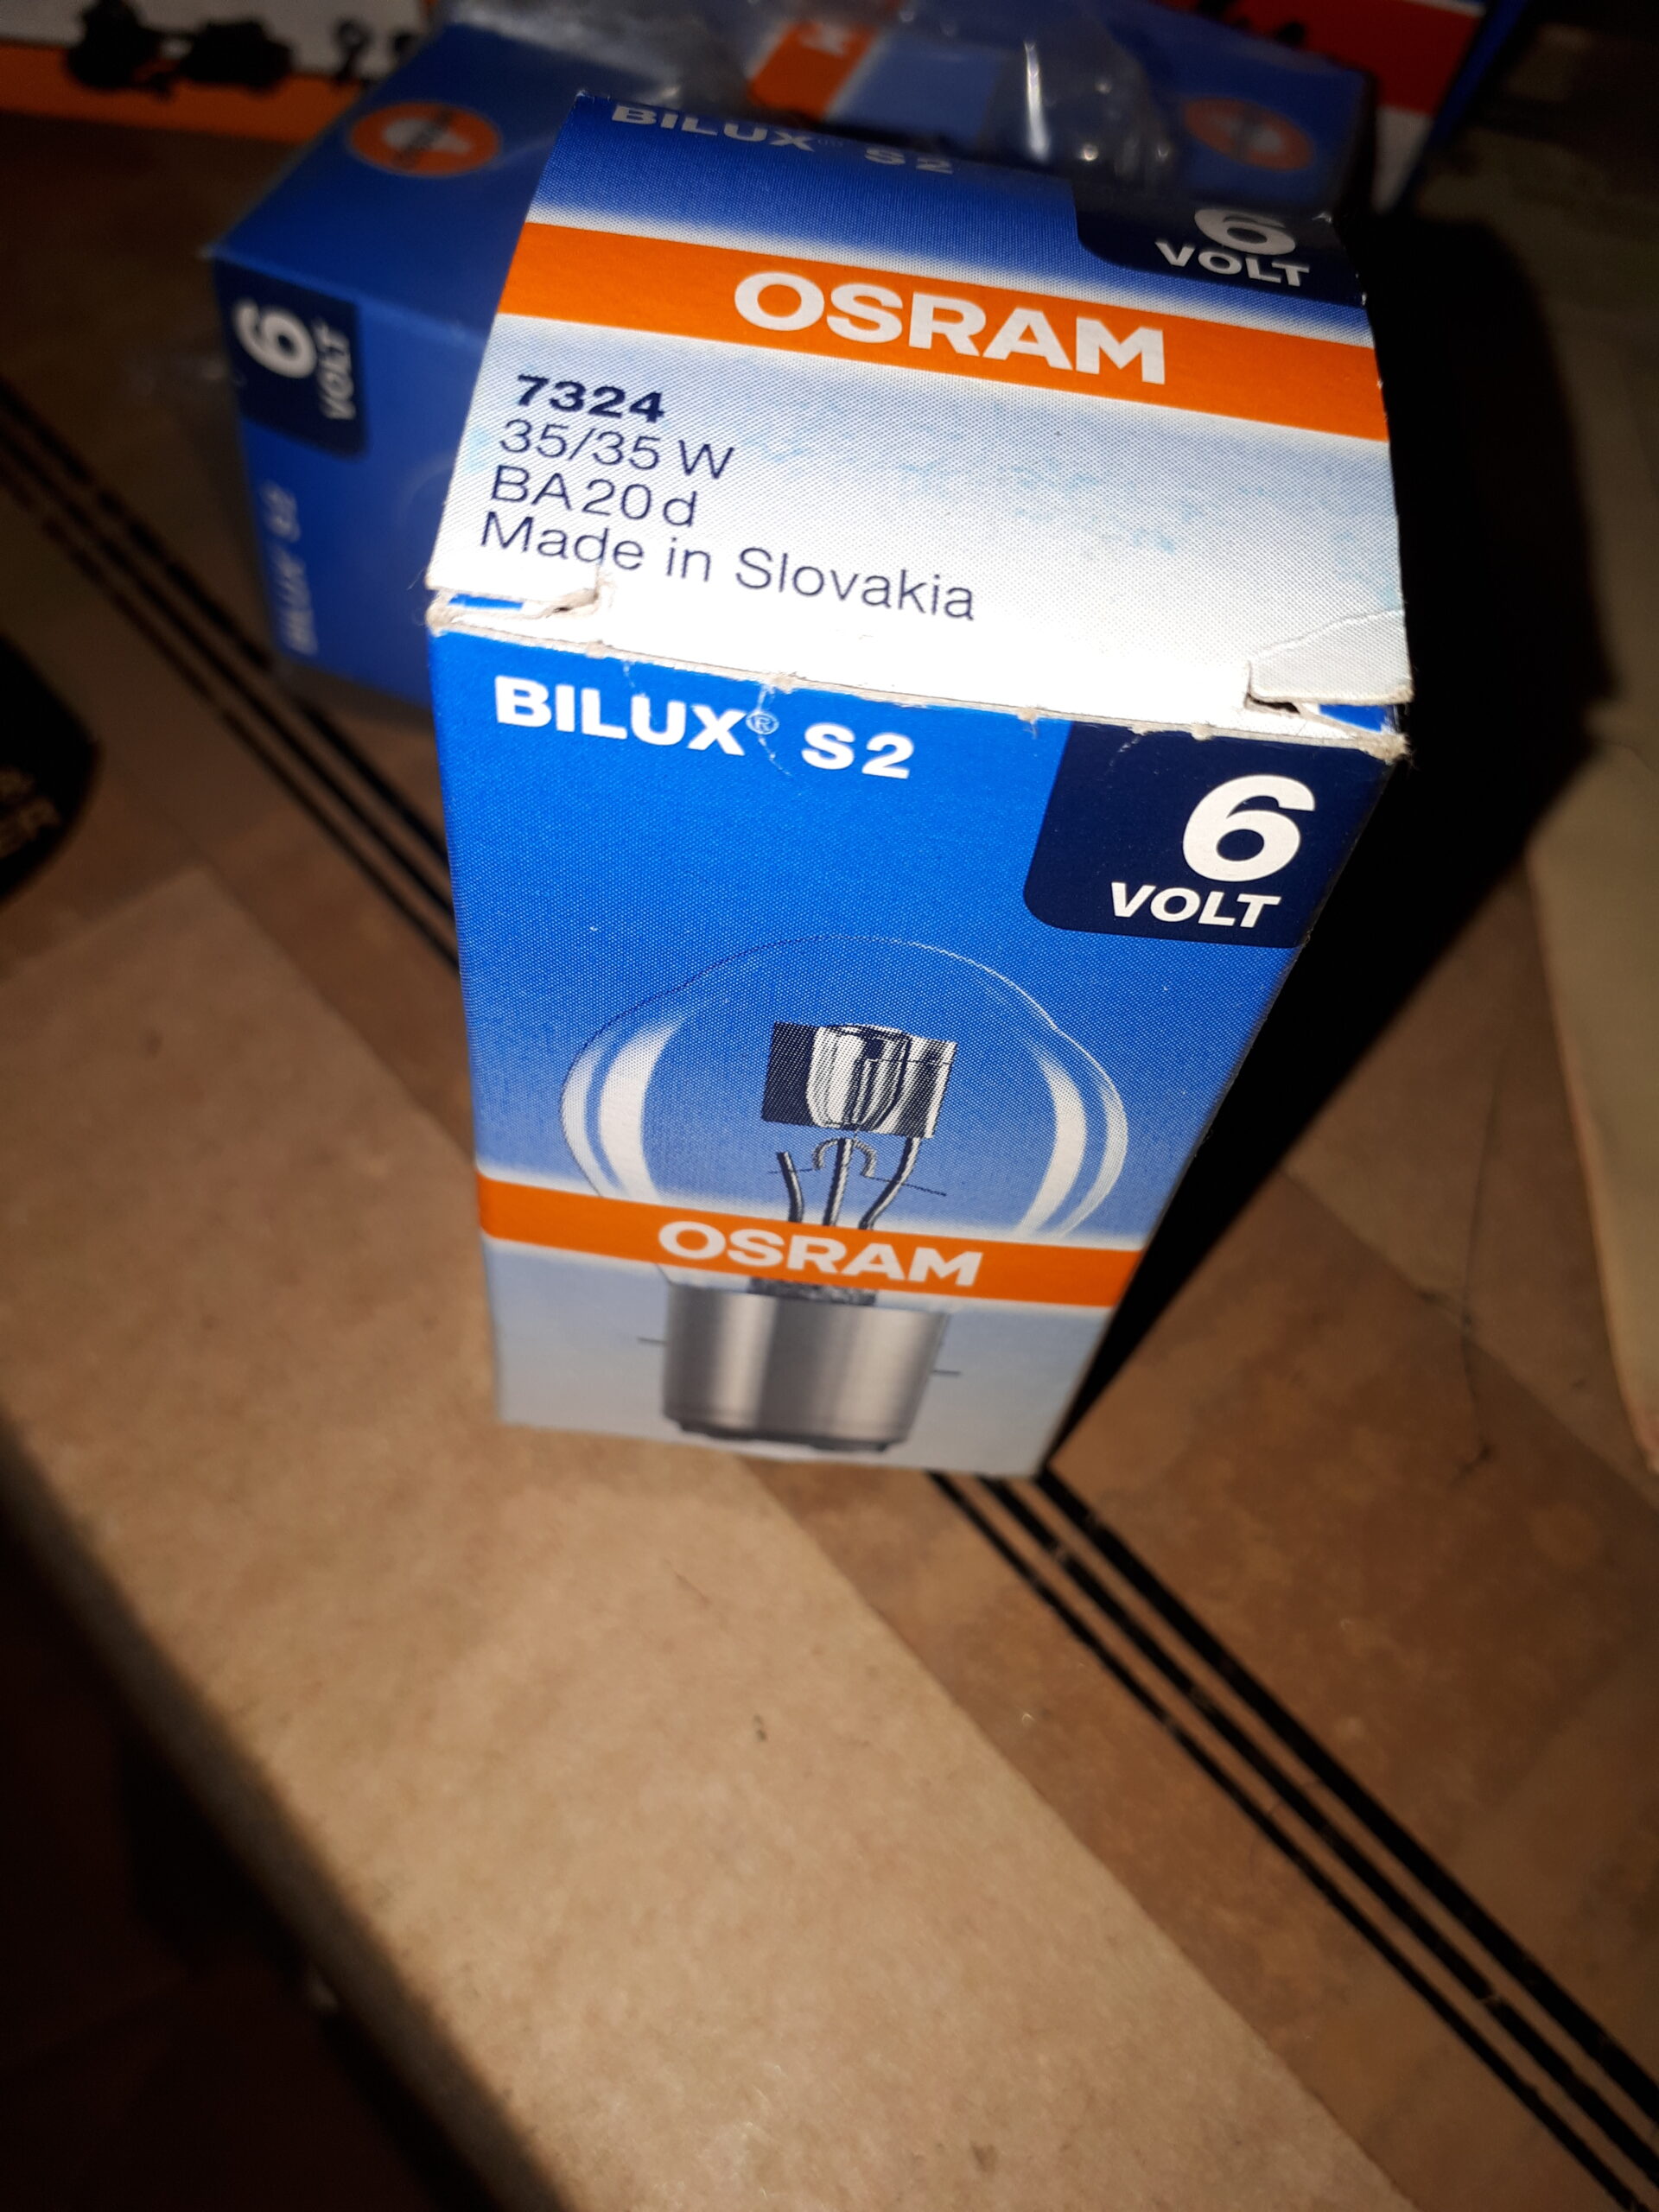 BILUX® S2
6
VOLT
OSRAM
7324
35/35 W
BA20d
Made in Slovakia
BILUX® S2
6
VOLT
OSRAM
6
VOLT
BILUX S2